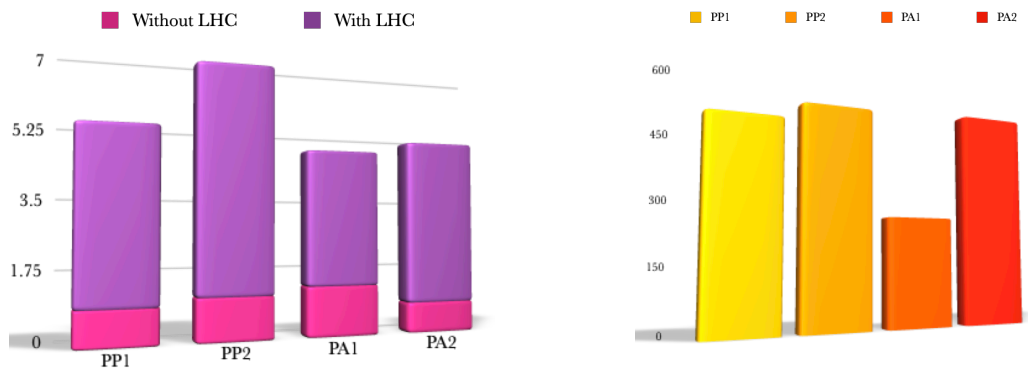 Without LHC
With LHC
7
5.25
3.5
1.75
0
PP1
PP2
PA1
PA2
PP1
PP2
PA1
PA2
600
450
300
150
0